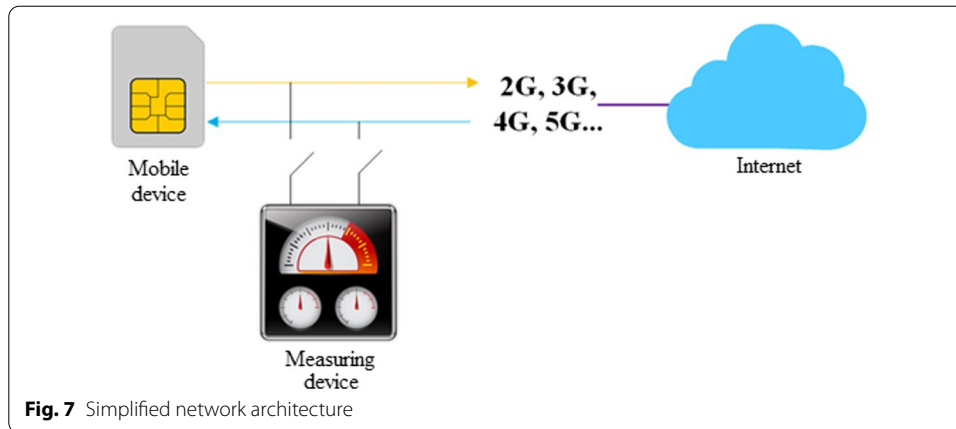 2G, 3G,
4G, 5G...
Mobile
device
Internet
Measuring
device
Fig. 7 Simplified network architecture